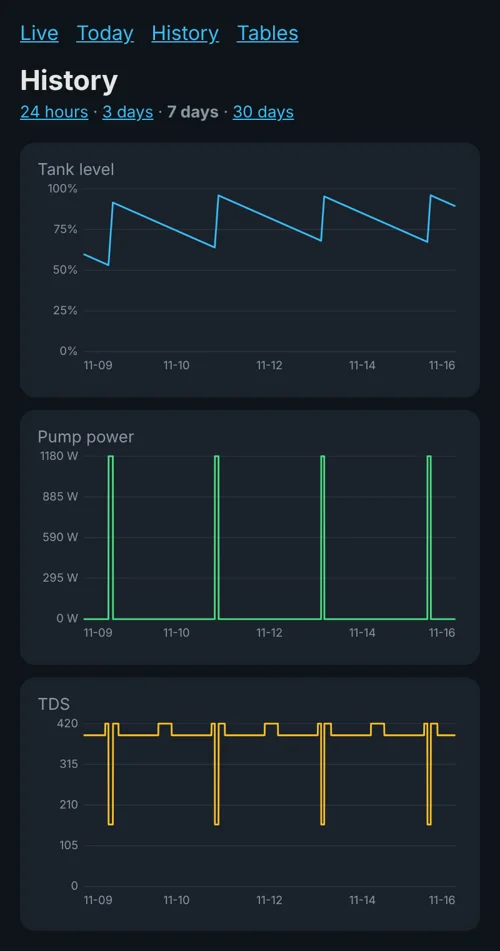 Live Today History Tables
History
24 hours · 3 days · 7 days · 30 days
Tank level
100%
75%
50%
25%
0%
11-09 11-10 11-12 11-14 11-16
Pump power
1180 W
885 W
590 W
295 W
0 W
11-09 11-10 11-12 11-14 11-16
TDS
420
315
210
105
0
11-09 11-10 11-12 11-14 11-16